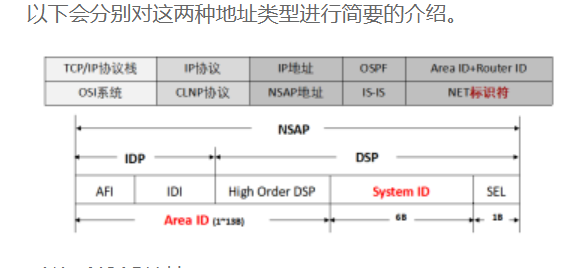 以下会分别对这两种地址类型进行简要的介绍。
TCP/IP协议栈 IP协议 IP地址 OSPF Area ID+Router ID
OSI系统 CLNP协议 NSAP地址 IS-IS NET标识符
NSAP
IDP DSP
AFI IDI High Order DSP System ID SEL
Area ID (1~13B) 6B 1B